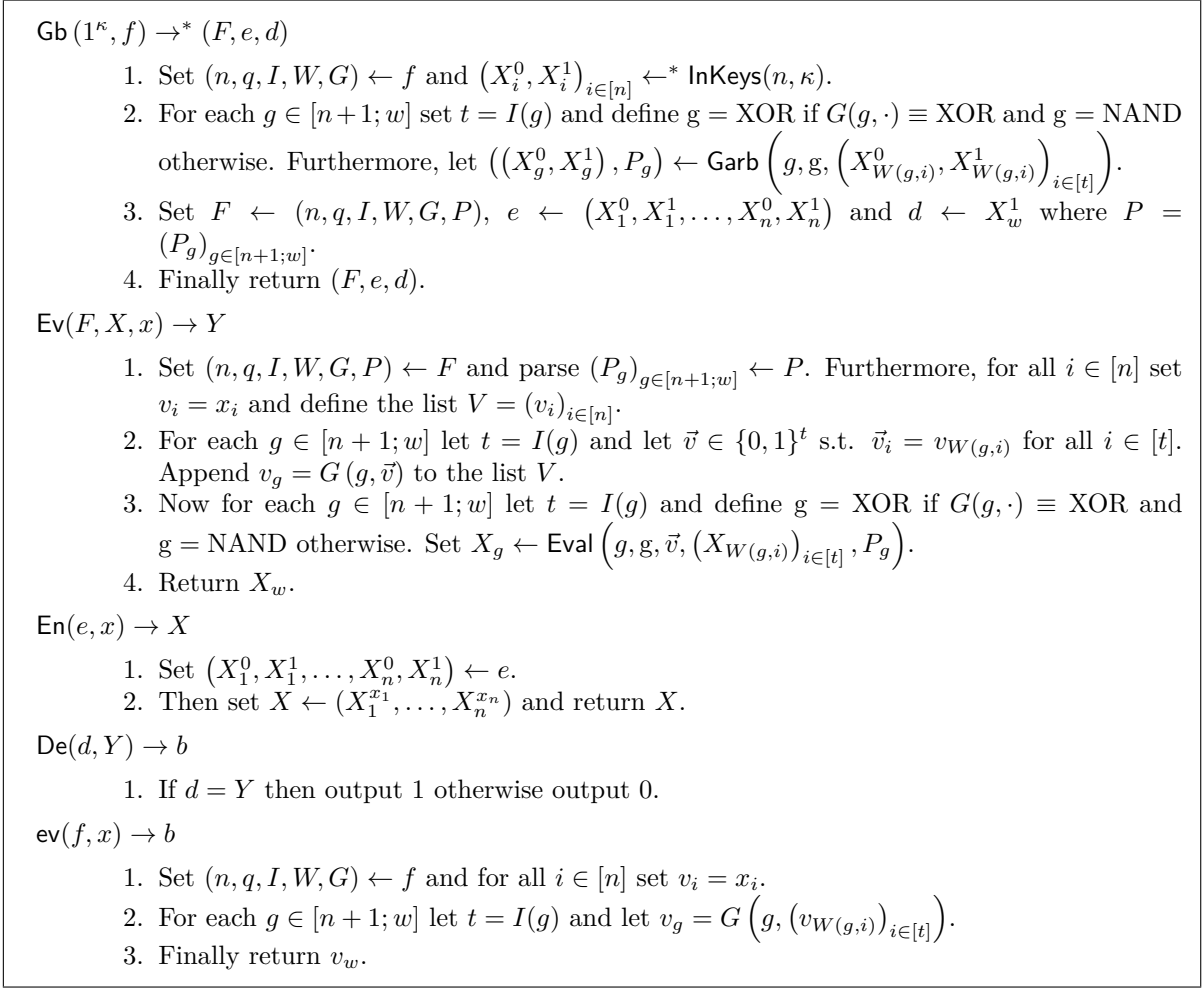 Gb (1^κ, f) →* (F, e, d)
1. Set (n, q, I, W, G) ← f and (X_i^0, X_i^1)_{i∈[n]} ←* InKeys(n, κ).
2. For each g ∈ [n+1; w] set t = I(g) and define g = XOR if G(g, ·) ≡ XOR and g = NAND
otherwise. Furthermore, let ((X_g^0, X_g^1), P_g) ← Garb (g, g, (X_{W(g,i)}^0, X_{W(g,i)}^1)_{i∈[t]}).
3. Set F ← (n, q, I, W, G, P), e ← (X_1^0, X_1^1, . . . , X_n^0, X_n^1) and d ← X_w^1 where P =
(P_g)_{g∈[n+1;w]}.
4. Finally return (F, e, d).
Ev(F, X, x) → Y
1. Set (n, q, I, W, G, P) ← F and parse (P_g)_{g∈[n+1;w]} ← P. Furthermore, for all i ∈ [n] set
v_i = x_i and define the list V = (v_i)_{i∈[n]}.
2. For each g ∈ [n + 1; w] let t = I(g) and let v⃗ ∈ {0, 1}^t s.t. v⃗_i = v_{W(g,i)} for all i ∈ [t].
Append v_g = G (g, v⃗) to the list V.
3. Now for each g ∈ [n + 1; w] let t = I(g) and define g = XOR if G(g, ·) ≡ XOR and
g = NAND otherwise. Set X_g ← Eval (g, g, v⃗, (X_{W(g,i)})_{i∈[t]}, P_g).
4. Return X_w.
En(e, x) → X
1. Set (X_1^0, X_1^1, . . . , X_n^0, X_n^1) ← e.
2. Then set X ← (X_1^{x_1}, . . . , X_n^{x_n}) and return X.
De(d, Y) → b
1. If d = Y then output 1 otherwise output 0.
ev(f, x) → b
1. Set (n, q, I, W, G) ← f and for all i ∈ [n] set v_i = x_i.
2. For each g ∈ [n + 1; w] let t = I(g) and let v_g = G (g, (v_{W(g,i)})_{i∈[t]}).
3. Finally return v_w.